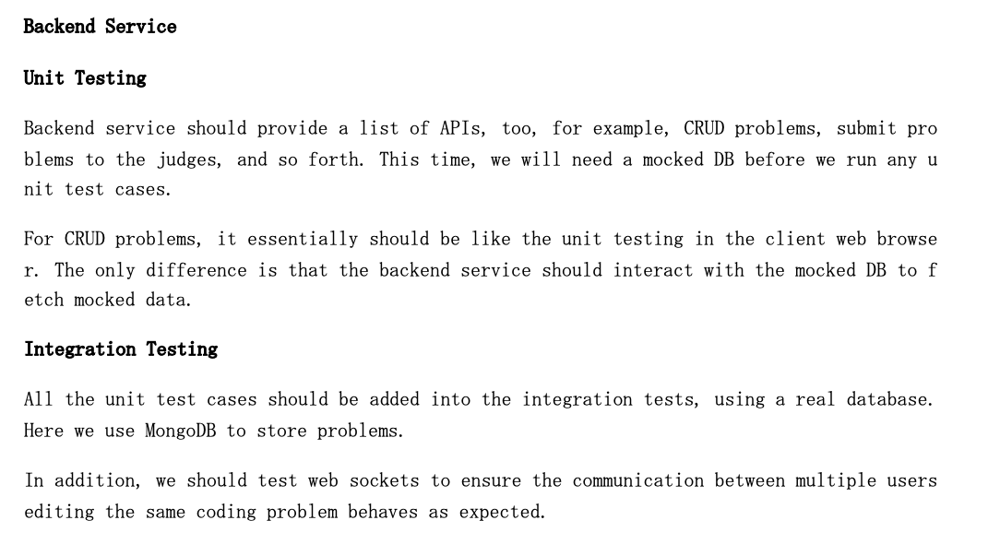 Backend Service
Unit Testing
Backend service should provide a list of APIs, too, for example, CRUD problems, submit pro
blems to the judges, and so forth. This time, we will need a mocked DB before we run any u
nit test cases.
For CRUD problems, it essentially should be like the unit testing in the client web browse
r. The only difference is that the backend service should interact with the mocked DB to f
etch mocked data.
Integration Testing
All the unit test cases should be added into the integration tests, using a real database.
Here we use MongoDB to store problems.
In addition, we should test web sockets to ensure the communication between multiple users
editing the same coding problem behaves as expected.